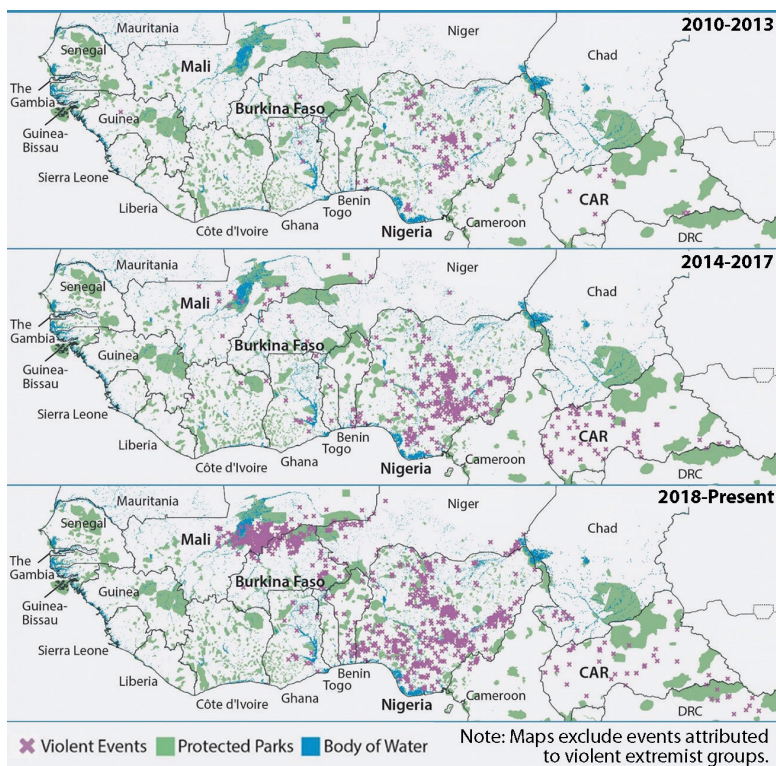 2010-2013
Mauritania
Niger
Senegal
Chad
Mali
The
Gambia
Burkina Faso
Guinea
Guinea-
Bissau
Sierra Leone
CAR
Liberia
Benin
Togo
Ghana
Côte d'Ivoire
Nigeria
Cameroon
DRC
2014-2017
Mauritania
Niger
Senegal
Chad
Mali
The
Gambia
Burkina Faso
Guinea
Guinea-
Bissau
Sierra Leone
CAR
Liberia
Benin
Togo
Ghana
Côte d'Ivoire
Nigeria
Cameroon
DRC
2018-Present
Mauritania
Niger
Senegal
Chad
Mali
The
Gambia
Burkina Faso
Guinea
Guinea-
Bissau
Sierra Leone
CAR
Liberia
Benin
Togo
Ghana
Côte d'Ivoire
Nigeria
Cameroon
DRC
Violent Events
Protected Parks
Body of Water
Note: Maps exclude events attributed
to violent extremist groups.